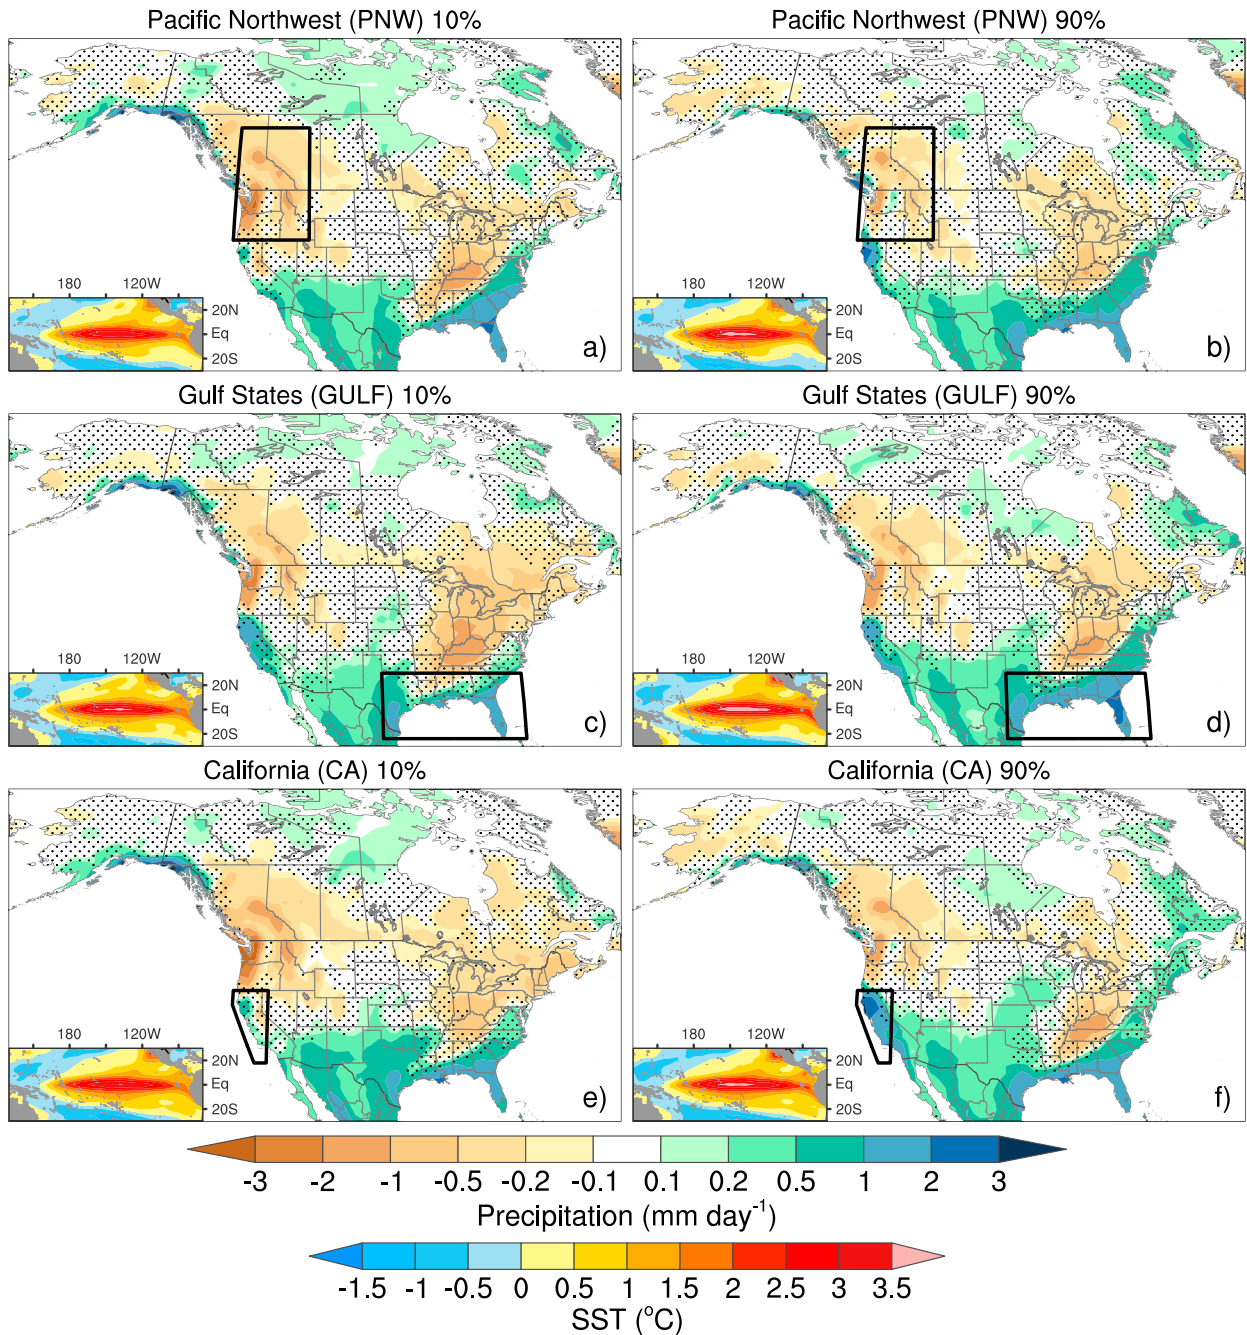 Pacific Northwest (PNW) 10%
Pacific Northwest (PNW) 90%
180 120W
20N
Eq
20S
a)
180 120W
20N
Eq
20S
b)
Gulf States (GULF) 10%
Gulf States (GULF) 90%
180 120W
20N
Eq
20S
c)
180 120W
20N
Eq
20S
d)
California (CA) 10%
California (CA) 90%
180 120W
20N
Eq
20S
e)
180 120W
20N
Eq
20S
f)
-3 -2 -1 -0.5 -0.2 -0.1 0.1 0.2 0.5 1 2 3
Precipitation (mm day⁻¹)
-1.5 -1 -0.5 0 0.5 1 1.5 2 2.5 3 3.5
SST (°C)